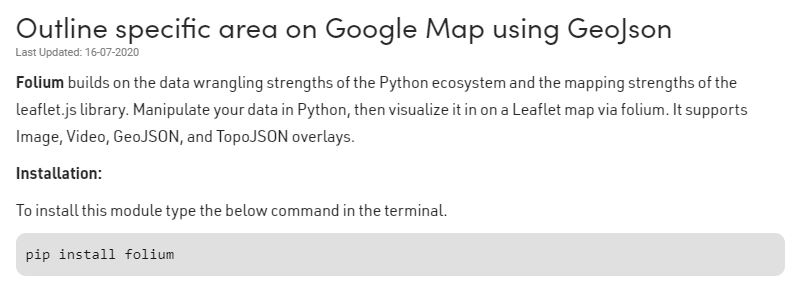 Outline specific area on Google Map using GeoJson
Last Updated: 16-07-2020
Folium builds on the data wrangling strengths of the Python ecosystem and the mapping strengths of the
leaflet.js library. Manipulate your data in Python, then visualize it in on a Leaflet map via folium. It supports
Image, Video, GeoJSON, and TopoJSON overlays.
Installation:
To install this module type the below command in the terminal.
pip install folium